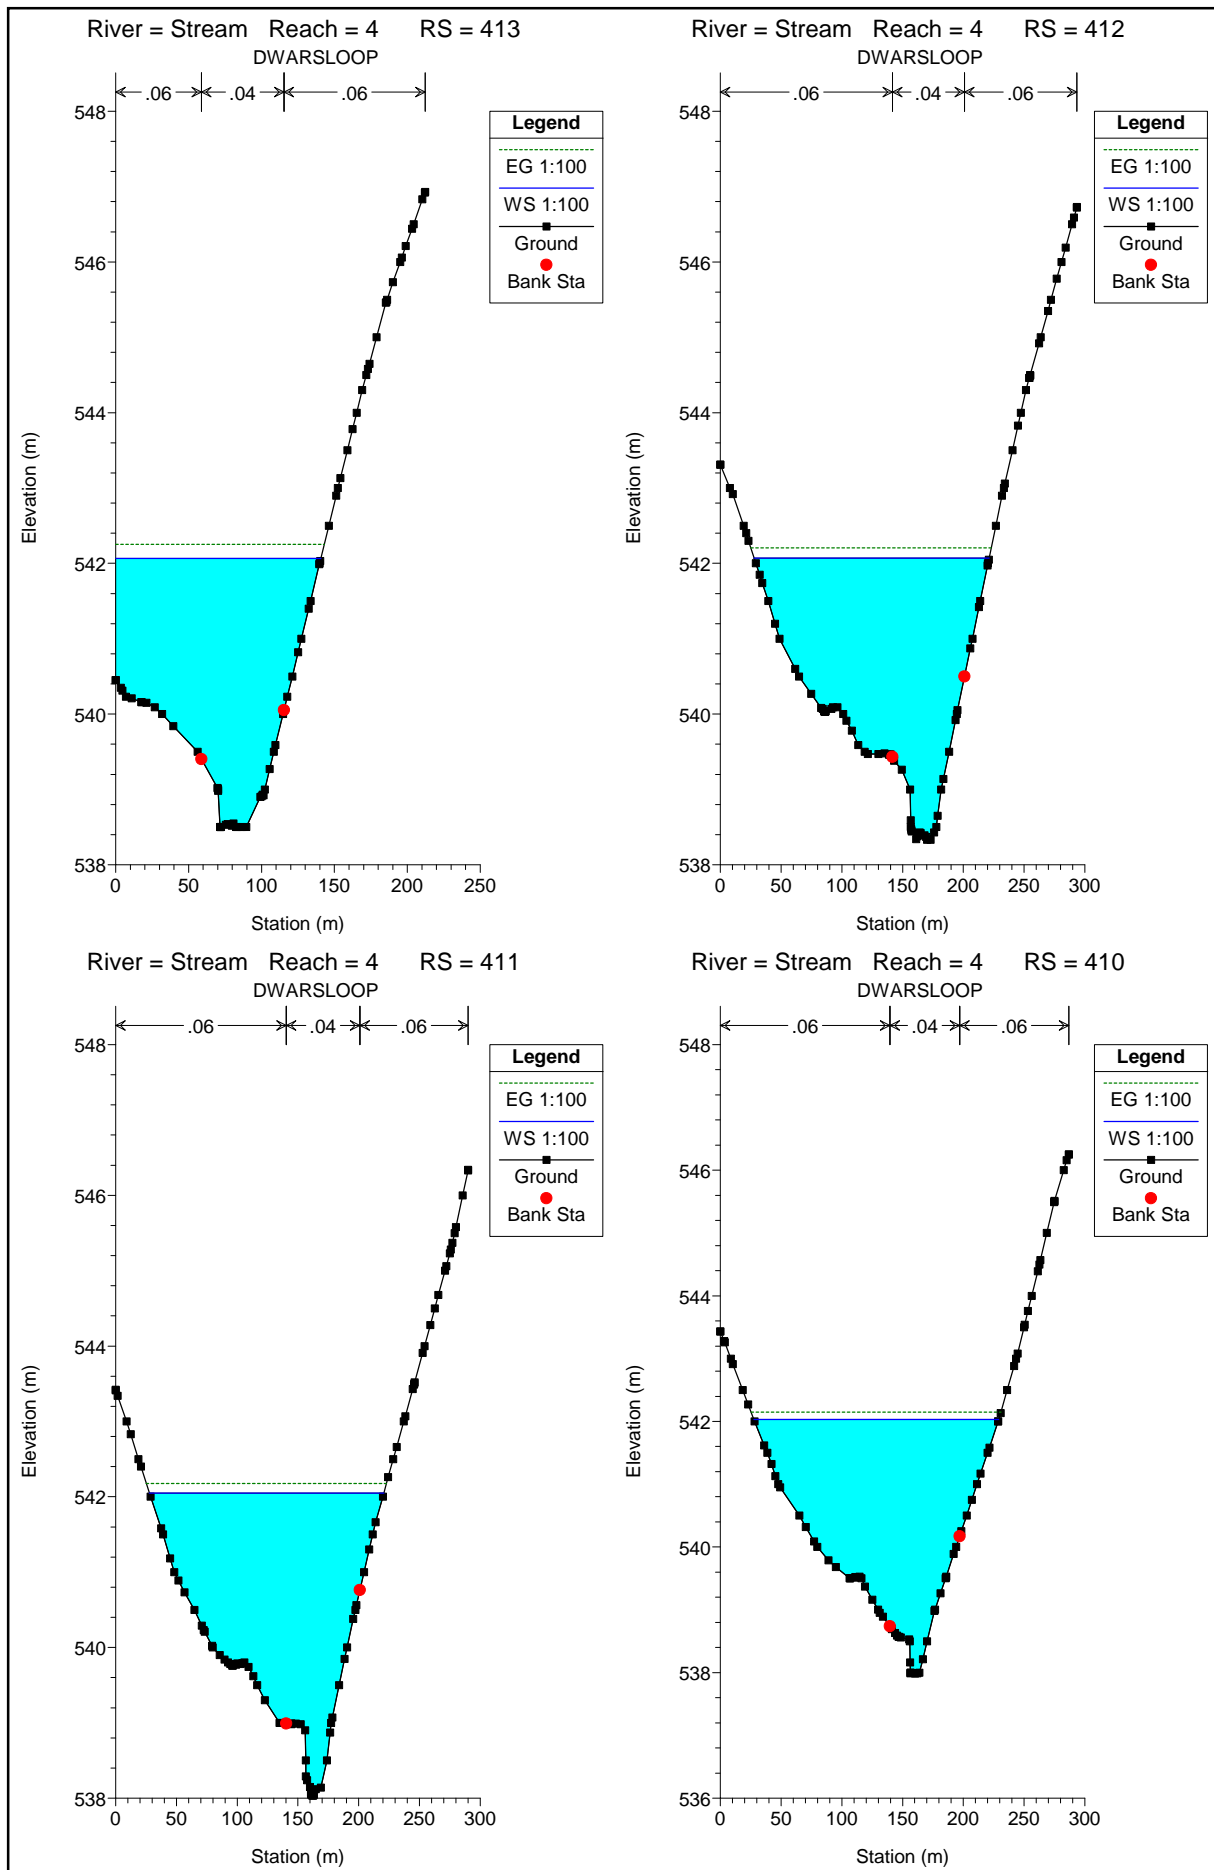 River = Stream Reach = 4 RS = 413
DWARSLOOP
.06 .04 .06
548
546
544
542
540
538
Elevation (m)
0 50 100 150 200 250
Station (m)
Legend
EG 1:100
WS 1:100
Ground
Bank Sta
River = Stream Reach = 4 RS = 412
DWARSLOOP
.06 .04 .06
548
546
544
542
540
538
Elevation (m)
0 50 100 150 200 250 300
Station (m)
Legend
EG 1:100
WS 1:100
Ground
Bank Sta
River = Stream Reach = 4 RS = 411
DWARSLOOP
.06 .04 .06
548
546
544
542
540
538
Elevation (m)
0 50 100 150 200 250 300
Station (m)
Legend
EG 1:100
WS 1:100
Ground
Bank Sta
River = Stream Reach = 4 RS = 410
DWARSLOOP
.06 .04 .06
548
546
544
542
540
538
536
Elevation (m)
0 50 100 150 200 250 300
Station (m)
Legend
EG 1:100
WS 1:100
Ground
Bank Sta